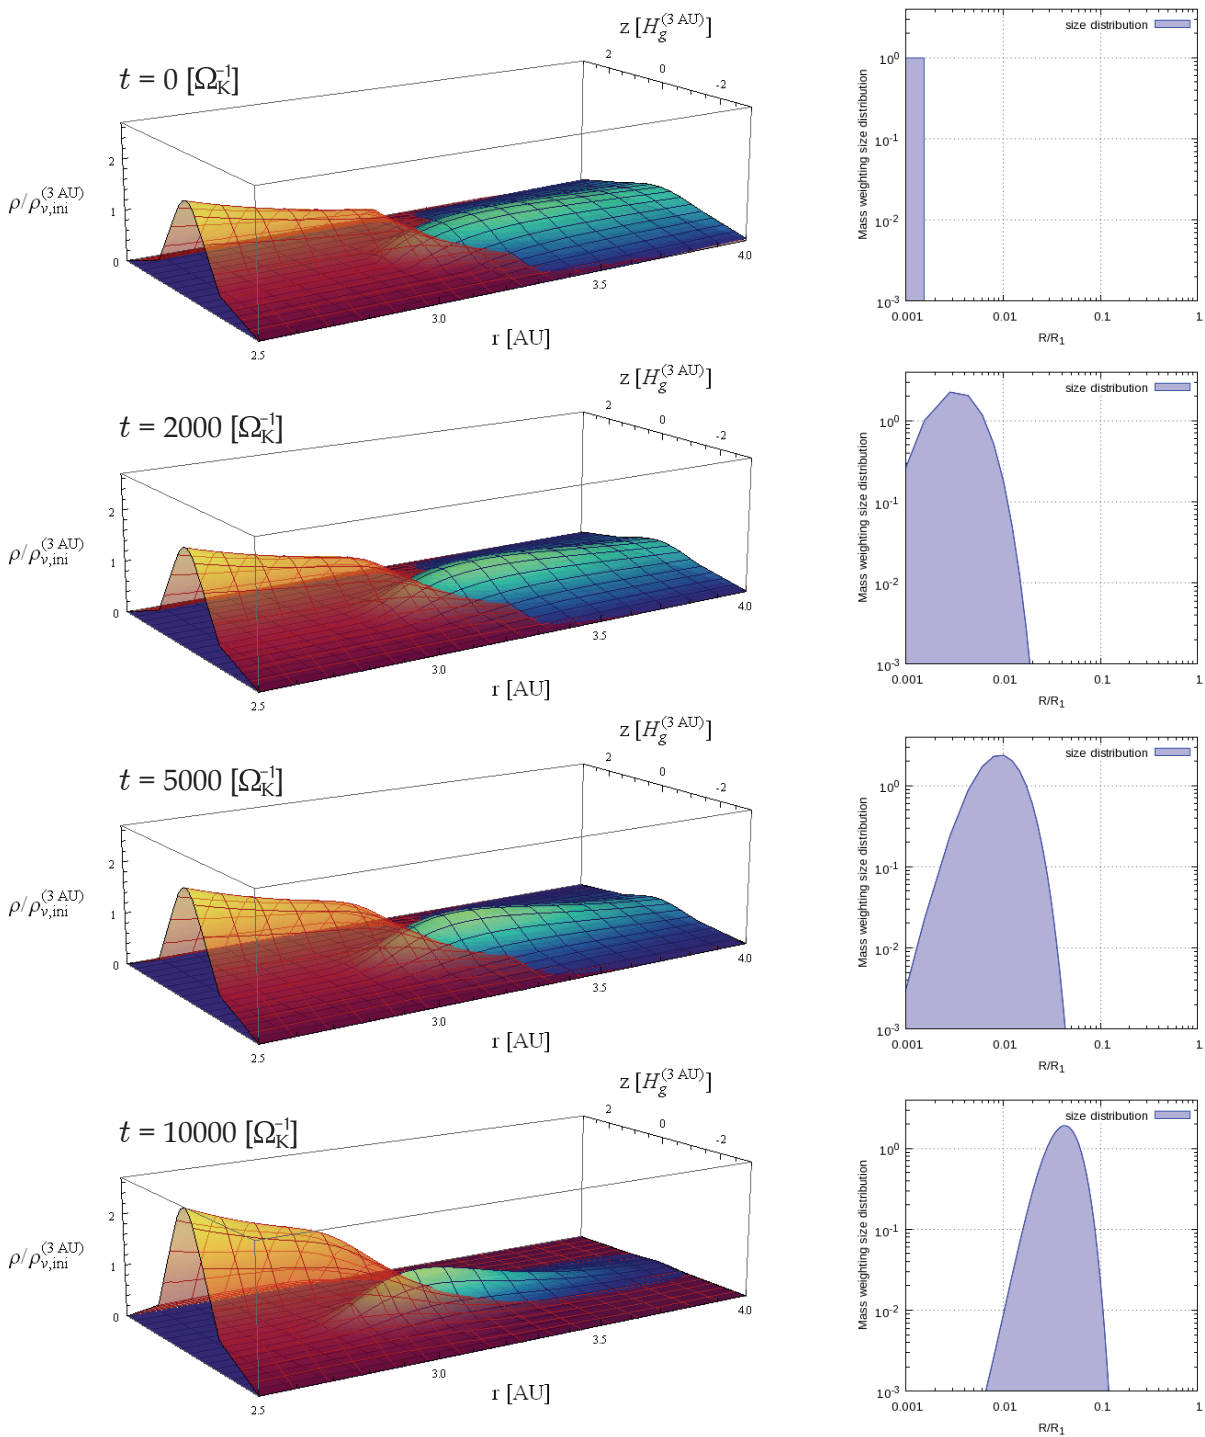 z [H_g^(3 AU)]
2
0
-2
t = 0 [Ω_K^-1]
ρ/ρ_v,ini^(3 AU)
2
1
0
2.5
3.0
3.5
4.0
r [AU]
size distribution
Mass weighting size distribution
10^0
10^-1
10^-2
10^-3
0.001
0.01
0.1
1
R/R_1
z [H_g^(3 AU)]
2
0
-2
t = 2000 [Ω_K^-1]
ρ/ρ_v,ini^(3 AU)
2
1
0
2.5
3.0
3.5
4.0
r [AU]
size distribution
Mass weighting size distribution
10^0
10^-1
10^-2
10^-3
0.001
0.01
0.1
1
R/R_1
z [H_g^(3 AU)]
2
0
-2
t = 5000 [Ω_K^-1]
ρ/ρ_v,ini^(3 AU)
2
1
0
2.5
3.0
3.5
4.0
r [AU]
size distribution
Mass weighting size distribution
10^0
10^-1
10^-2
10^-3
0.001
0.01
0.1
1
R/R_1
z [H_g^(3 AU)]
2
0
-2
t = 10000 [Ω_K^-1]
ρ/ρ_v,ini^(3 AU)
2
1
0
2.5
3.0
3.5
4.0
r [AU]
size distribution
Mass weighting size distribution
10^0
10^-1
10^-2
10^-3
0.001
0.01
0.1
1
R/R_1